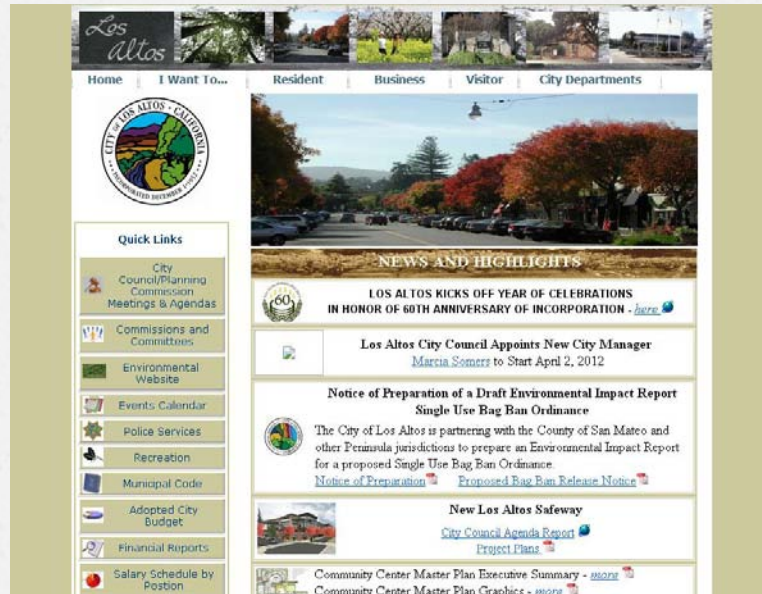 Los
Altos
Home
I Want To...
Resident
Business
Visitor
City Departments
CITY OF LOS ALTOS · CALIFORNIA
INCORPORATED DECEMBER 1, 1952
Quick Links
City
Council/Planning
Commission
Meetings & Agendas
Commissions and
Committees
Environmental
Website
Events Calendar
Police Services
Recreation
Municipal Code
Adopted City
Budget
Financial Reports
Salary Schedule by
Postion
NEWS AND HIGHLIGHTS
60
LOS ALTOS KICKS OFF YEAR OF CELEBRATIONS
IN HONOR OF 60TH ANNIVERSARY OF INCORPORATION - here
Los Altos City Council Appoints New City Manager
Marcia Somers to Start April 2, 2012
Notice of Preparation of a Draft Environmental Impact Report
Single Use Bag Ban Ordinance
The City of Los Altos is partnering with the County of San Mateo and
other Peninsula jurisdictions to prepare an Environmental Impact Report
for a proposed Single Use Bag Ban Ordinance.
Notice of Preparation
Proposed Bag Ban Release Notice
New Los Altos Safeway
City Council Agenda Report
Project Plans
Community Center Master Plan Executive Summary - more
Community Center Master Plan Graphics - more